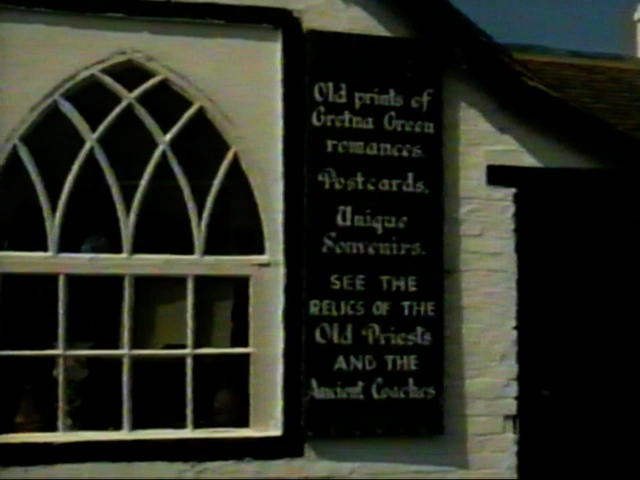 Old prints of
Gretna Green
romances.
Postcards.
Unique
Souvenirs.
SEE THE
RELICS OF THE
Old Priests
AND THE
Ancient Coaches